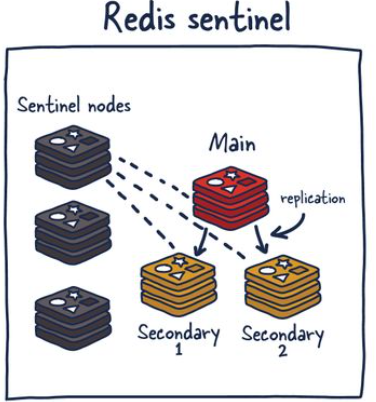 Redis sentinel
Sentinel nodes
Main
replication
Secondary
1
Secondary
2